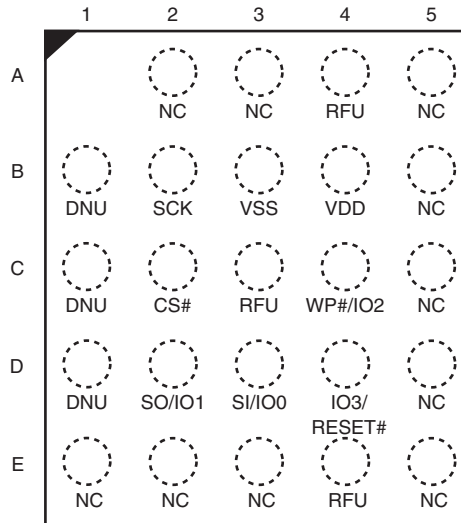 1 2 3 4 5
A
NC NC RFU NC
B
DNU SCK VSS VDD NC
C
DNU CS# RFU WP#/IO2 NC
D
DNU SO/IO1 SI/IO0 IO3/ NC
RESET#
E
NC NC NC RFU NC